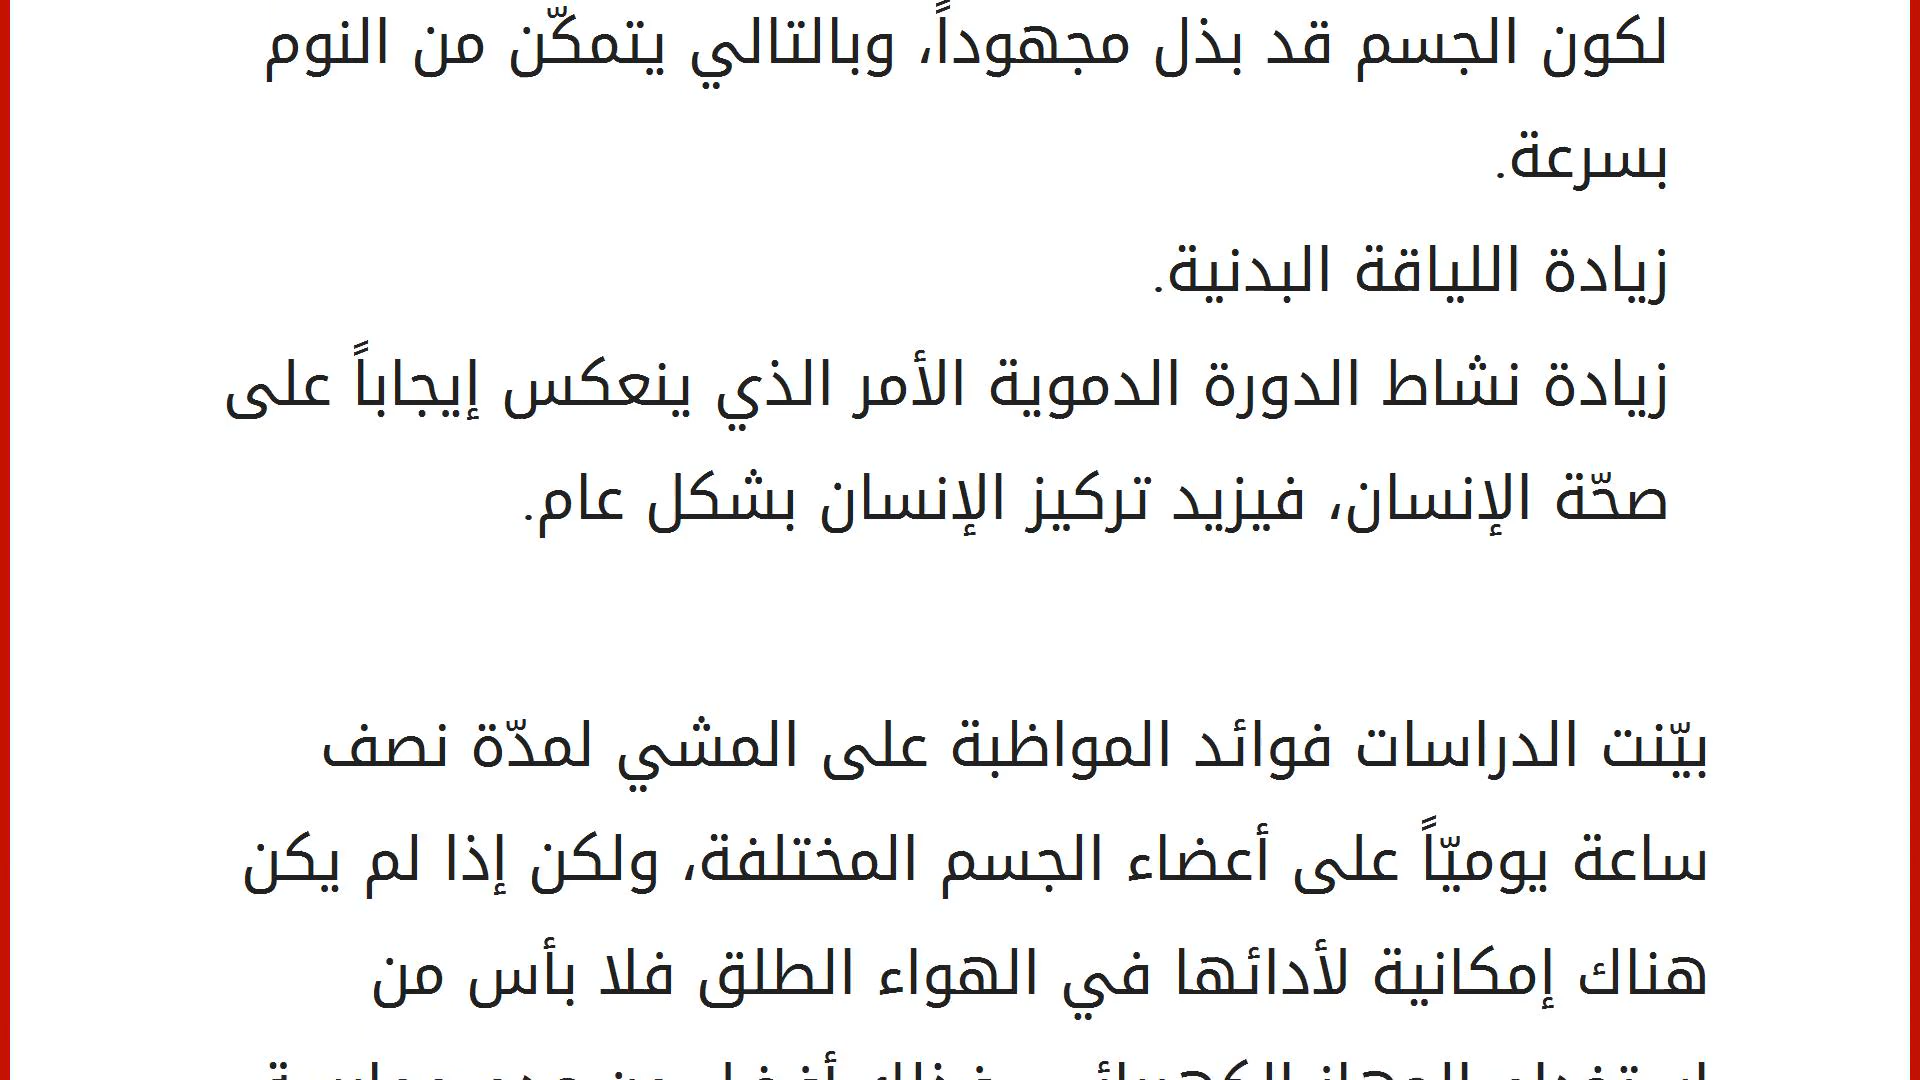 لكون الجسم قد بذل مجهوداً، وبالتالي يتمكّن من النوم
بسرعة.
زيادة اللياقة البدنية.
زيادة نشاط الدورة الدموية الأمر الذي ينعكس إيجاباً على
صحّة الإنسان، فيزيد تركيز الإنسان بشكل عام.
بيّنت الدراسات فوائد المواظبة على المشي لمدّة نصف
ساعة يوميّاً على أعضاء الجسم المختلفة، ولكن إذا لم يكن
هناك إمكانية لأدائها في الهواء الطلق فلا بأس من